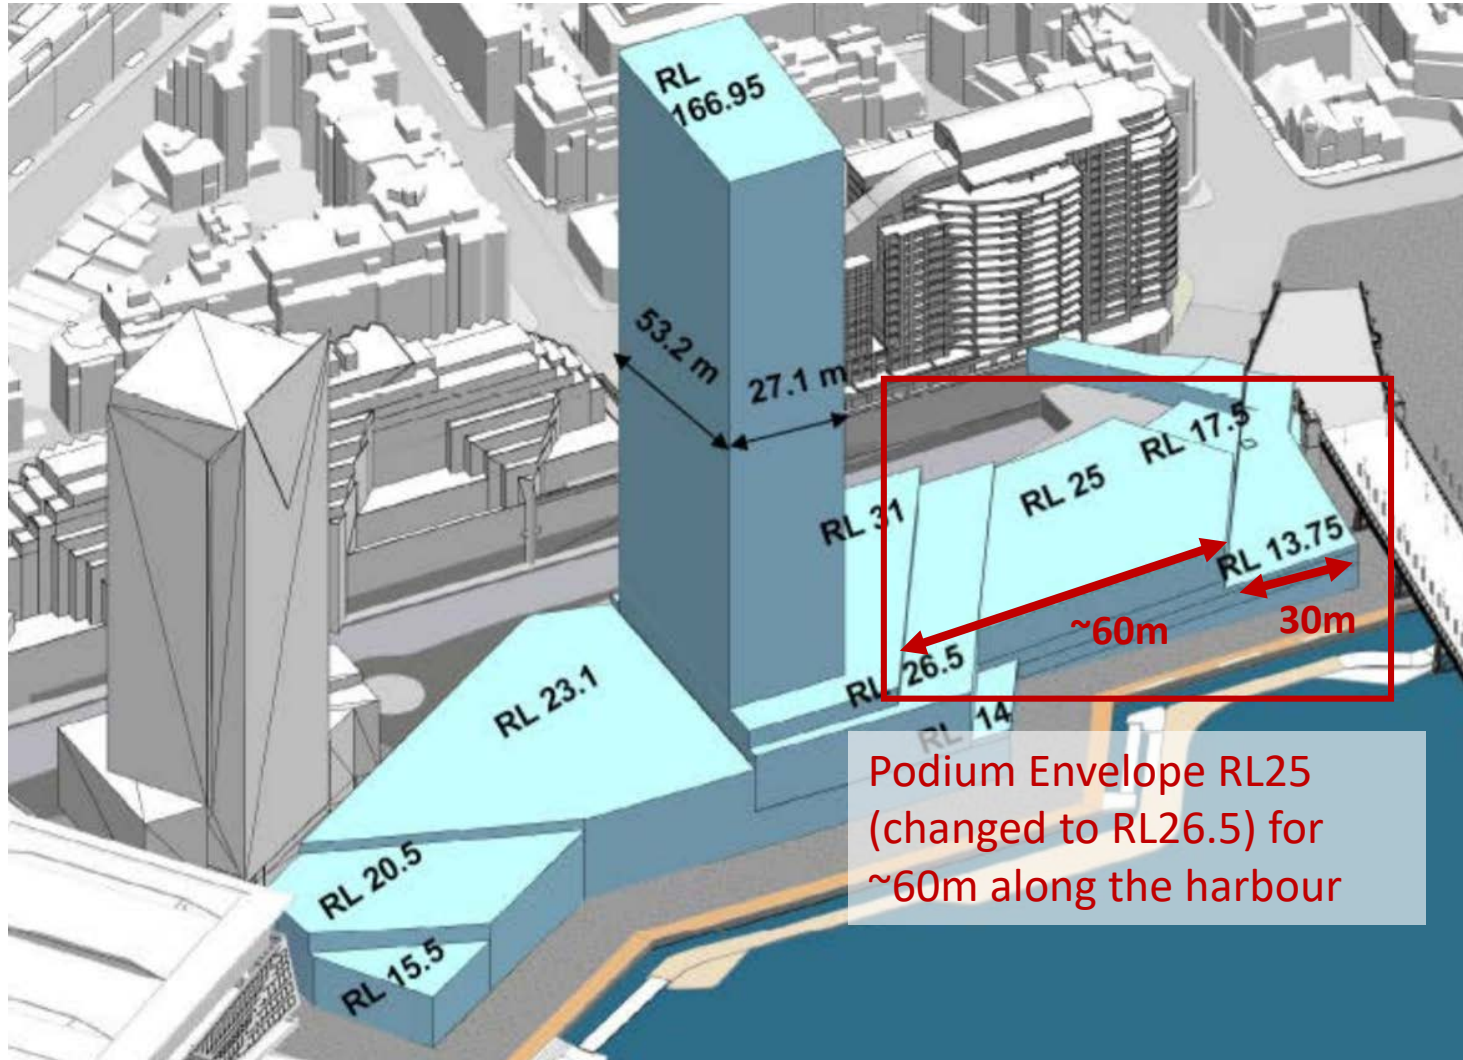 RL
166.95
53.2 m
27.1 m
RL 17.5
RL 25
RL 31
RL 13.75
~60m
30m
RL 26.5
RL 23.1
RL 14
Podium Envelope RL25
(changed to RL26.5) for
~60m along the harbour
RL 20.5
RL 15.5